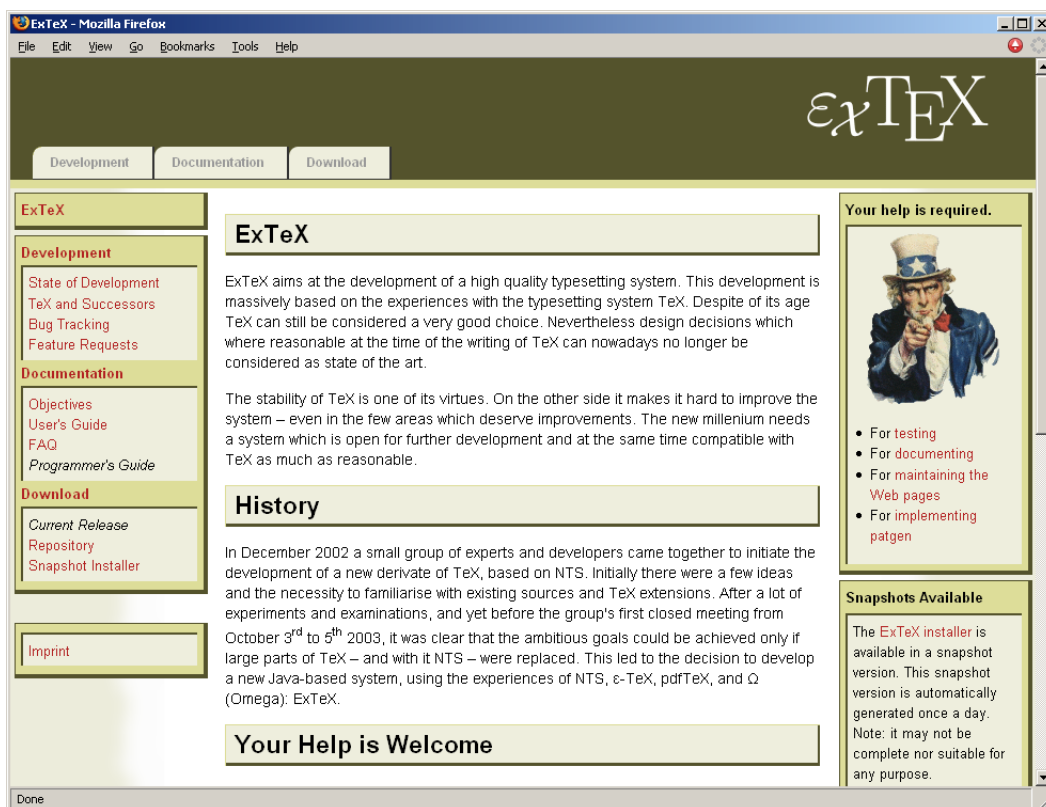 ExTeX - Mozilla Firefox
File Edit View Go Bookmarks Tools Help
εχTEX
Development Documentation Download
ExTeX
Development
State of Development
TeX and Successors
Bug Tracking
Feature Requests
Documentation
Objectives
User's Guide
FAQ
Programmer's Guide
Download
Current Release
Repository
Snapshot Installer
Imprint
ExTeX
ExTeX aims at the development of a high quality typesetting system. This development is
massively based on the experiences with the typesetting system TeX. Despite of its age
TeX can still be considered a very good choice. Nevertheless design decisions which
where reasonable at the time of the writing of TeX can nowadays no longer be
considered as state of the art.
The stability of TeX is one of its virtues. On the other side it makes it hard to improve the
system – even in the few areas which deserve improvements. The new millenium needs
a system which is open for further development and at the same time compatible with
TeX as much as reasonable.
History
In December 2002 a small group of experts and developers came together to initiate the
development of a new derivate of TeX, based on NTS. Initially there were a few ideas
and the necessity to familiarise with existing sources and TeX extensions. After a lot of
experiments and examinations, and yet before the group's first closed meeting from
October 3rd to 5th 2003, it was clear that the ambitious goals could be achieved only if
large parts of TeX – and with it NTS – were replaced. This led to the decision to develop
a new Java-based system, using the experiences of NTS, ε-TeX, pdfTeX, and Ω
(Omega): ExTeX.
Your Help is Welcome
Your help is required.
For testing
For documenting
For maintaining the
Web pages
For implementing
patgen
Snapshots Available
The ExTeX installer is
available in a snapshot
version. This snapshot
version is automatically
generated once a day.
Note: it may not be
complete nor suitable for
any purpose.
Done